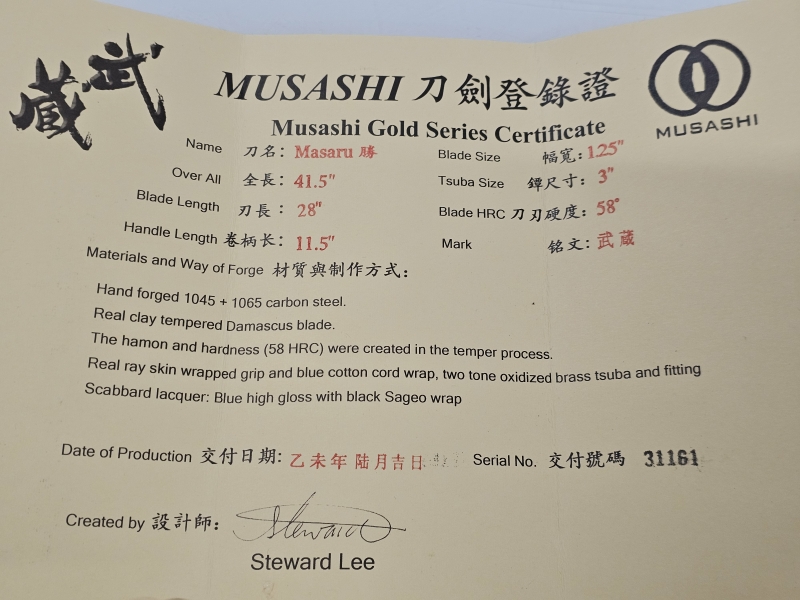 武蔵
MUSASHI 刀劍登錄證
MUSASHI
Musashi Gold Series Certificate
Name 刀名: Masaru 勝
Blade Size 幅寬: 1.25"
Over All 全長: 41.5"
Tsuba Size 鐔尺寸: 3"
Blade Length 刃長: 28"
Blade HRC 刀刃硬度: 58°
Handle Length 卷柄长: 11.5"
Mark 銘文: 武蔵
Materials and Way of Forge 材質與制作方式:
Hand forged 1045 + 1065 carbon steel.
Real clay tempered Damascus blade.
The hamon and hardness (58 HRC) were created in the temper process.
Real ray skin wrapped grip and blue cotton cord wrap, two tone oxidized brass tsuba and fitting
Scabbard lacquer: Blue high gloss with black Sageo wrap
Date of Production 交付日期: 乙未年 陆月吉日
Serial No. 交付號碼 31161
Created by 設計師:
Steward
Steward Lee